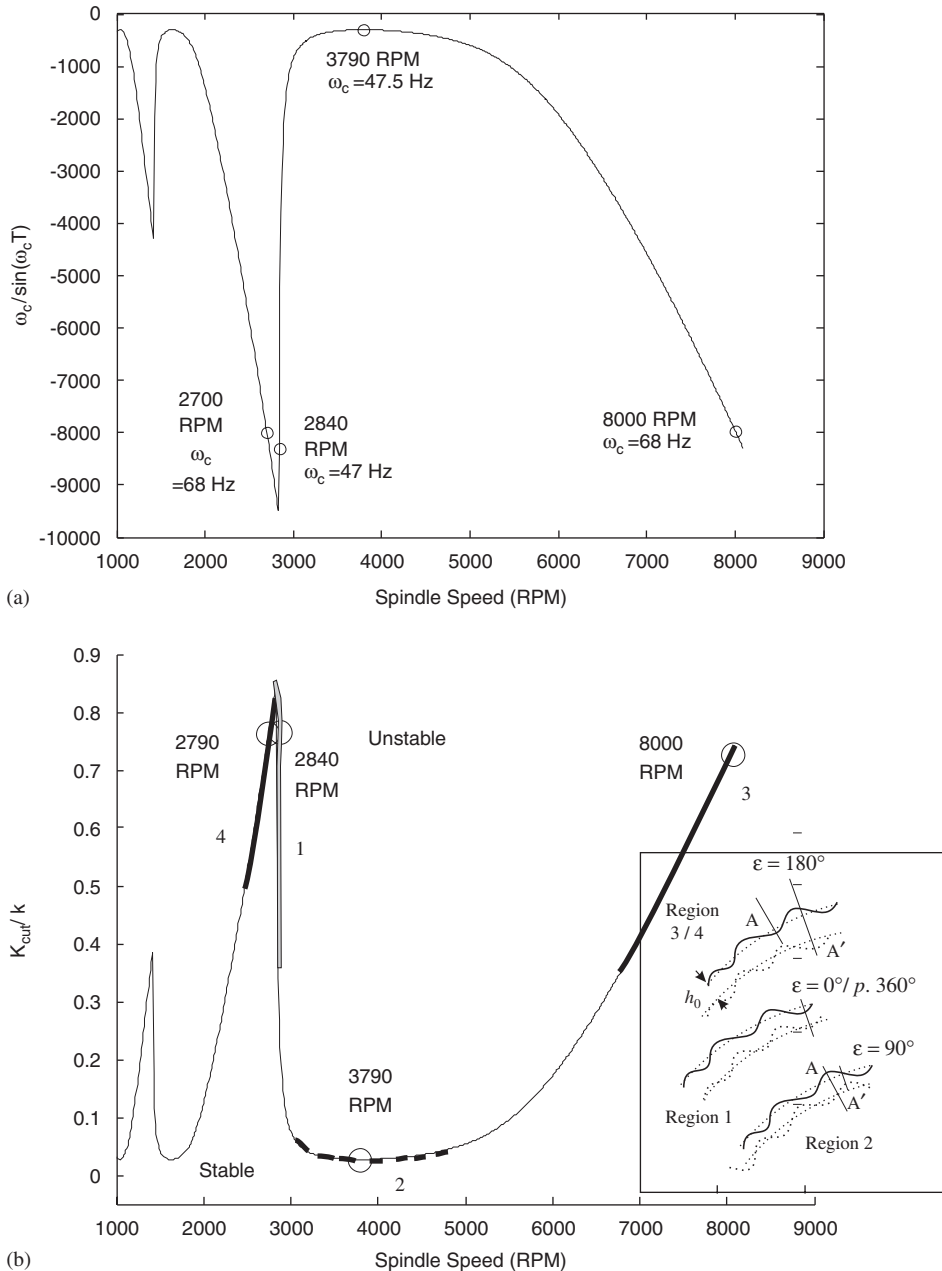 0
-1000
-2000
-3000
-4000
-5000
-6000
-7000
-8000
-9000
-10000
ω_c/sin(ω_cT)
3790 RPM
ω_c =47.5 Hz
2700
RPM
ω_c
=68 Hz
2840
RPM
ω_c =47 Hz
8000 RPM
ω_c =68 Hz
1000 2000 3000 4000 5000 6000 7000 8000 9000
(a)
Spindle Speed (RPM)
0.9
0.8
0.7
0.6
0.5
0.4
0.3
0.2
0.1
0
K_cut/ k
2790
RPM
2840
RPM
Unstable
8000
RPM
3
4
1
3790
RPM
Stable
2
ε = 180°
Region
3 / 4
A
A′
h_0
ε = 0°/ p. 360°
ε = 90°
A
A′
Region 1
Region 2
1000 2000 3000 4000 5000 6000 7000 8000 9000
(b)
Spindle Speed (RPM)